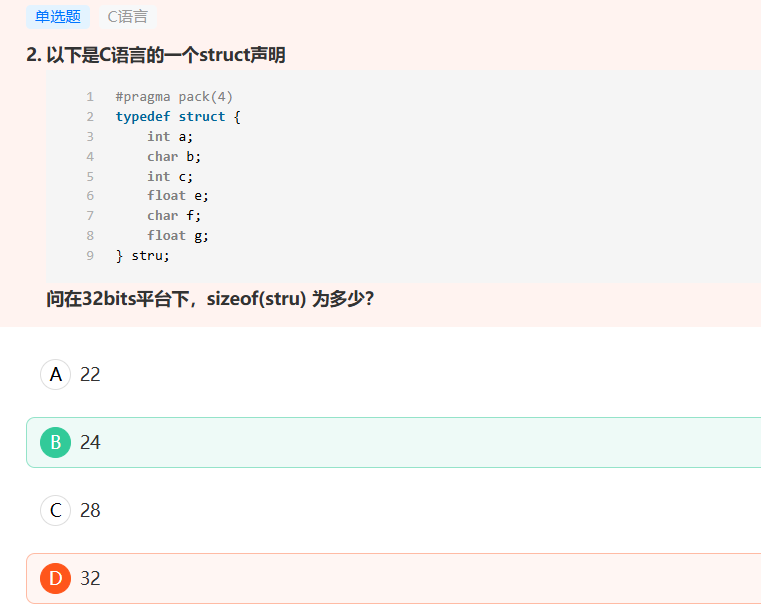 单选题 C语言
2. 以下是C语言的一个struct声明
1 #pragma pack(4)
2 typedef struct {
3     int a;
4     char b;
5     int c;
6     float e;
7     char f;
8     float g;
9 } stru;
问在32bits平台下，sizeof(stru) 为多少?
A 22
B 24
C 28
D 32